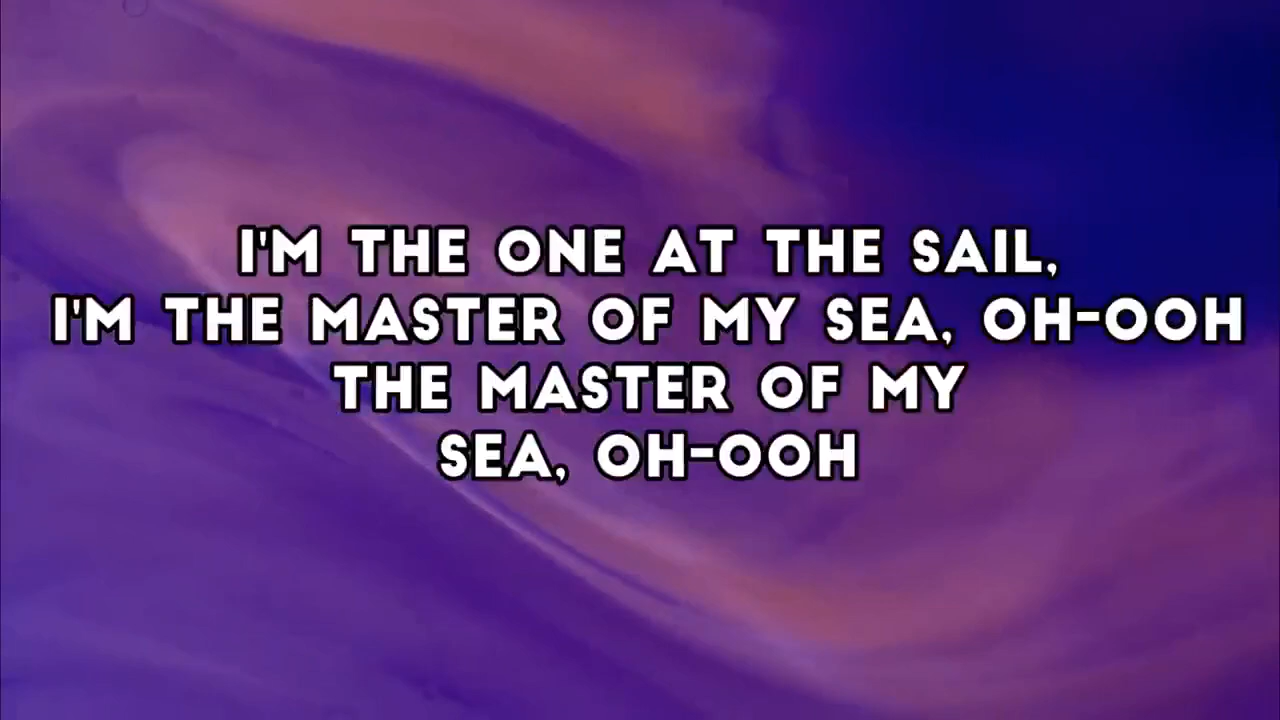 I'M THE ONE AT THE SAIL,
I'M THE MASTER OF MY SEA, OH-OOH
THE MASTER OF MY
SEA, OH-OOH